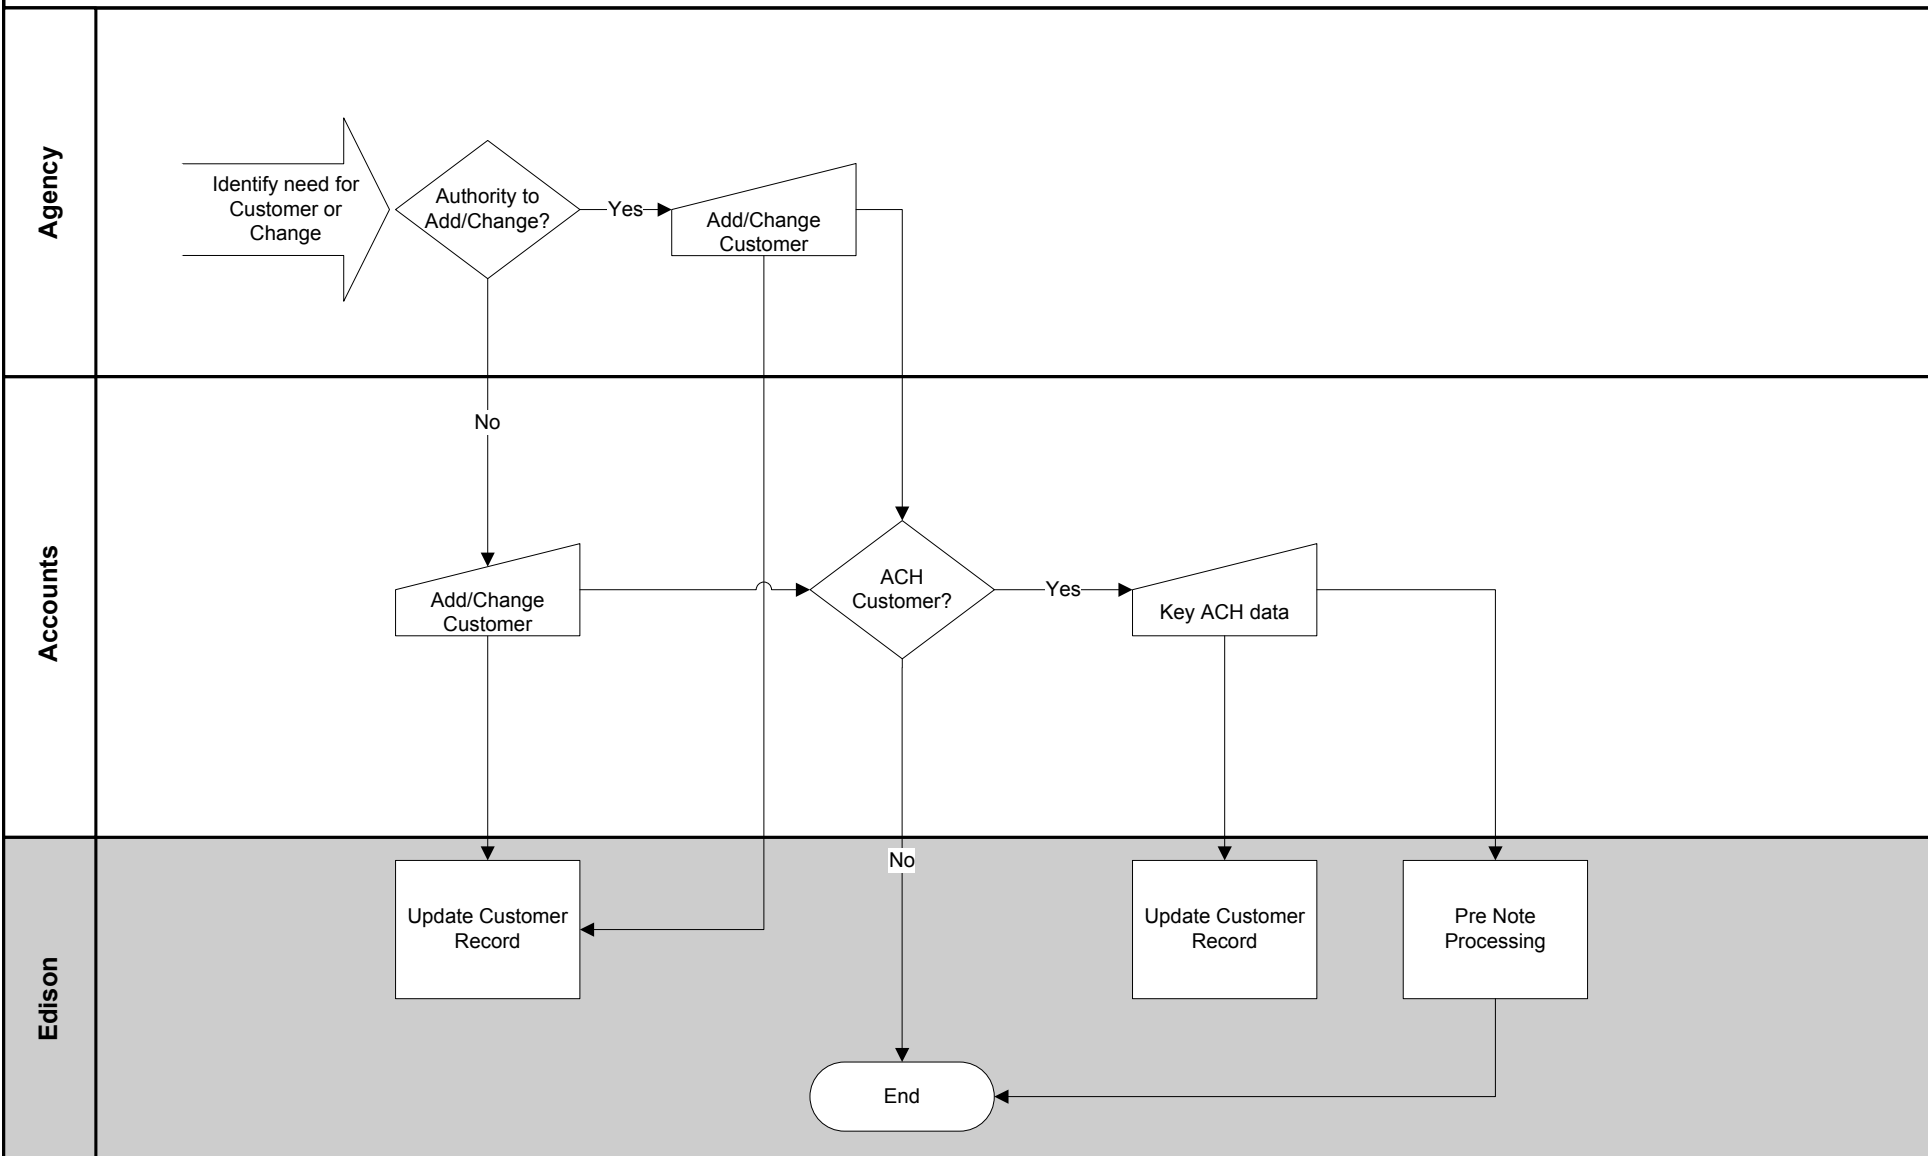 Agency
Identify need for
Customer or
Change
Authority to
Add/Change?
Yes
Add/Change
Customer
No
Accounts
Add/Change
Customer
ACH
Customer?
Yes
Key ACH data
No
Edison
Update Customer
Record
Update Customer
Record
Pre Note
Processing
End